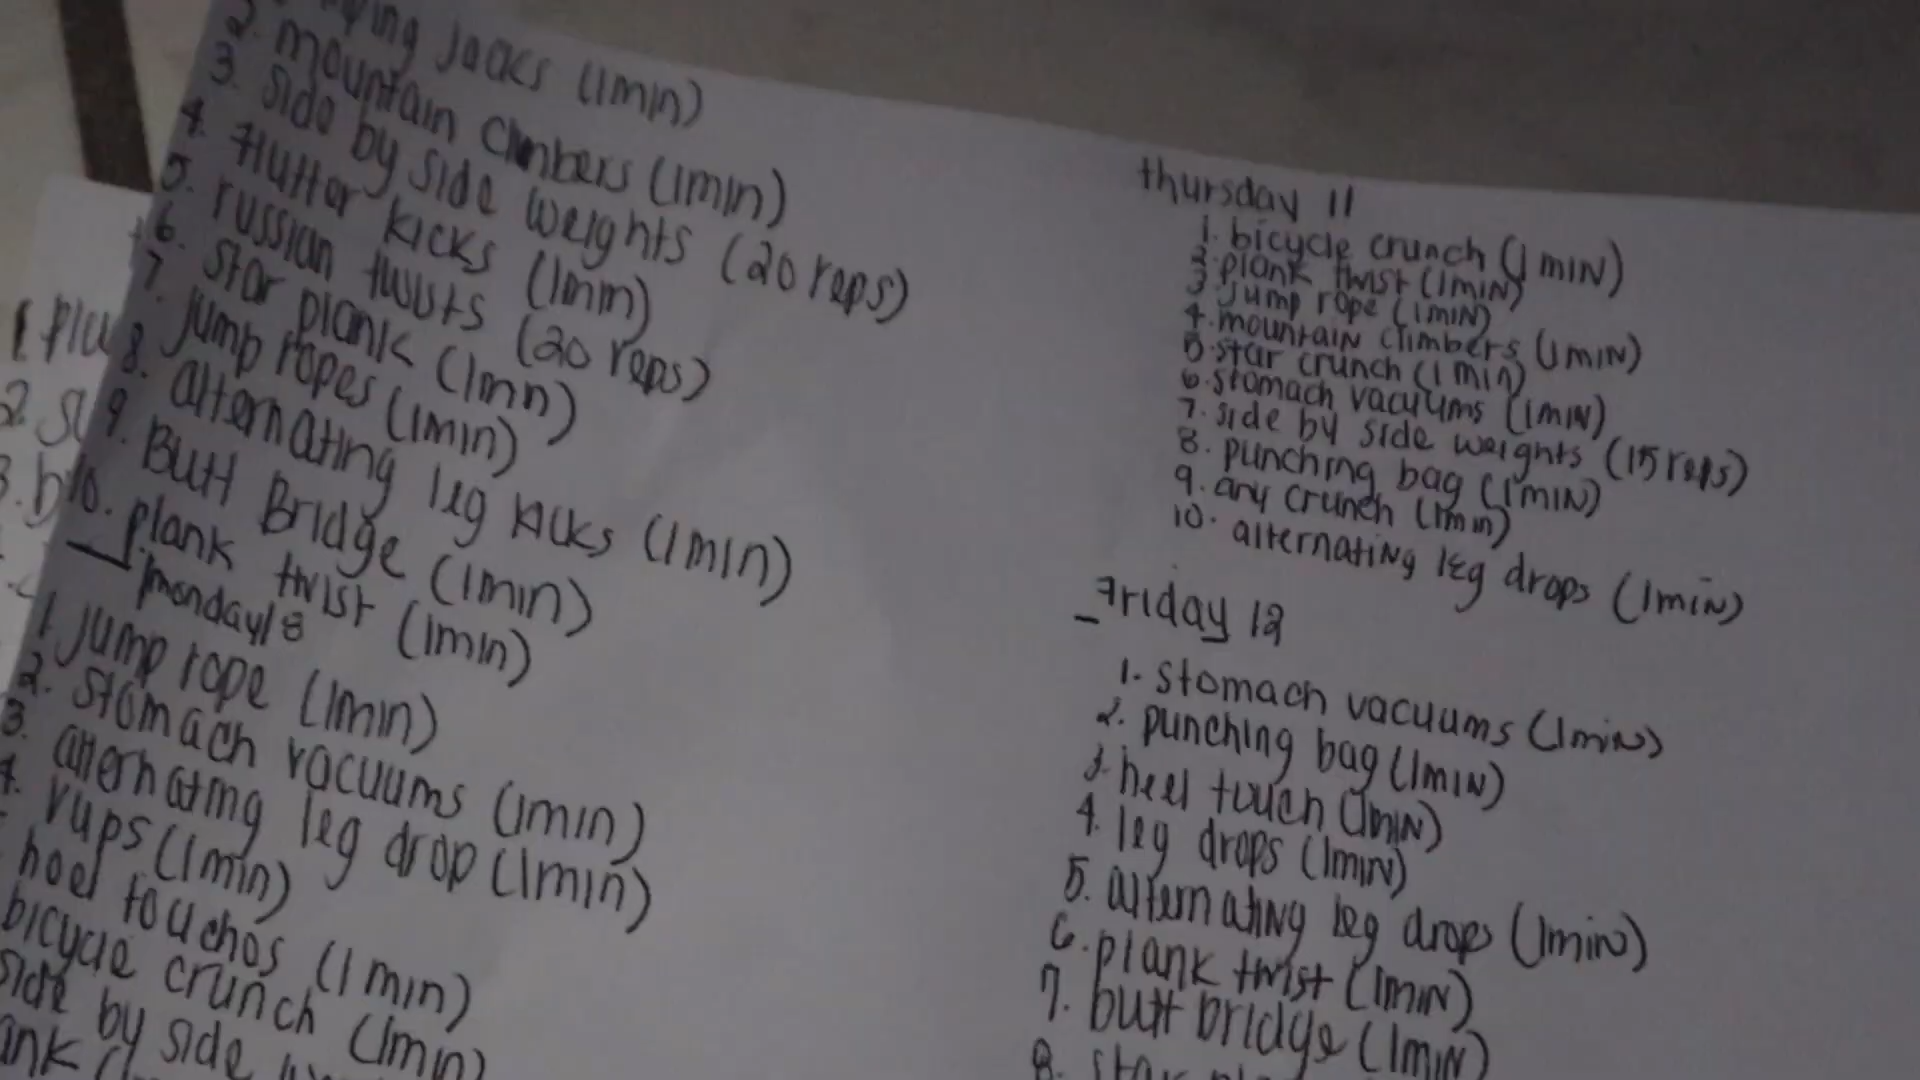 jacks (1min)
2. mountain climbers (1min)
3. side by side weights (20 reps)
4. flutter kicks (1min)
5. russian twists (20 reps)
6. star plank (1min)
7. jump ropes (1min)
8. alternating leg kicks (1min)
9. Butt Bridge (1min)
10. plank twist (1min)
monday/8
1. jump rope (1min)
2. stomach vacuums (1min)
3. alternating leg drop (1min)
4. vups (1min)
heel touches (1min)
bicycle crunch (1min)
side by side
thursday 11
1. bicycle crunch (1 MIN)
2. plank twist (1MIN)
3. jump rope (1MIN)
4. mountain climbers (1MIN)
5. star crunch (1 min)
6. stomach vacuums (1MIN)
7. side by side weights (15 reps)
8. punching bag (1MIN)
9. any crunch (1min)
10. alternating leg drops (1min)
Friday 12
1. stomach vacuums (1min)
2. punching bag (1MIN)
3. heel touch (1MIN)
4. leg drops (1MIN)
5. alternating leg drops (1min)
6. plank twist (1MIN)
7. butt bridge (1MIN)
8. star
1.
2.
3.